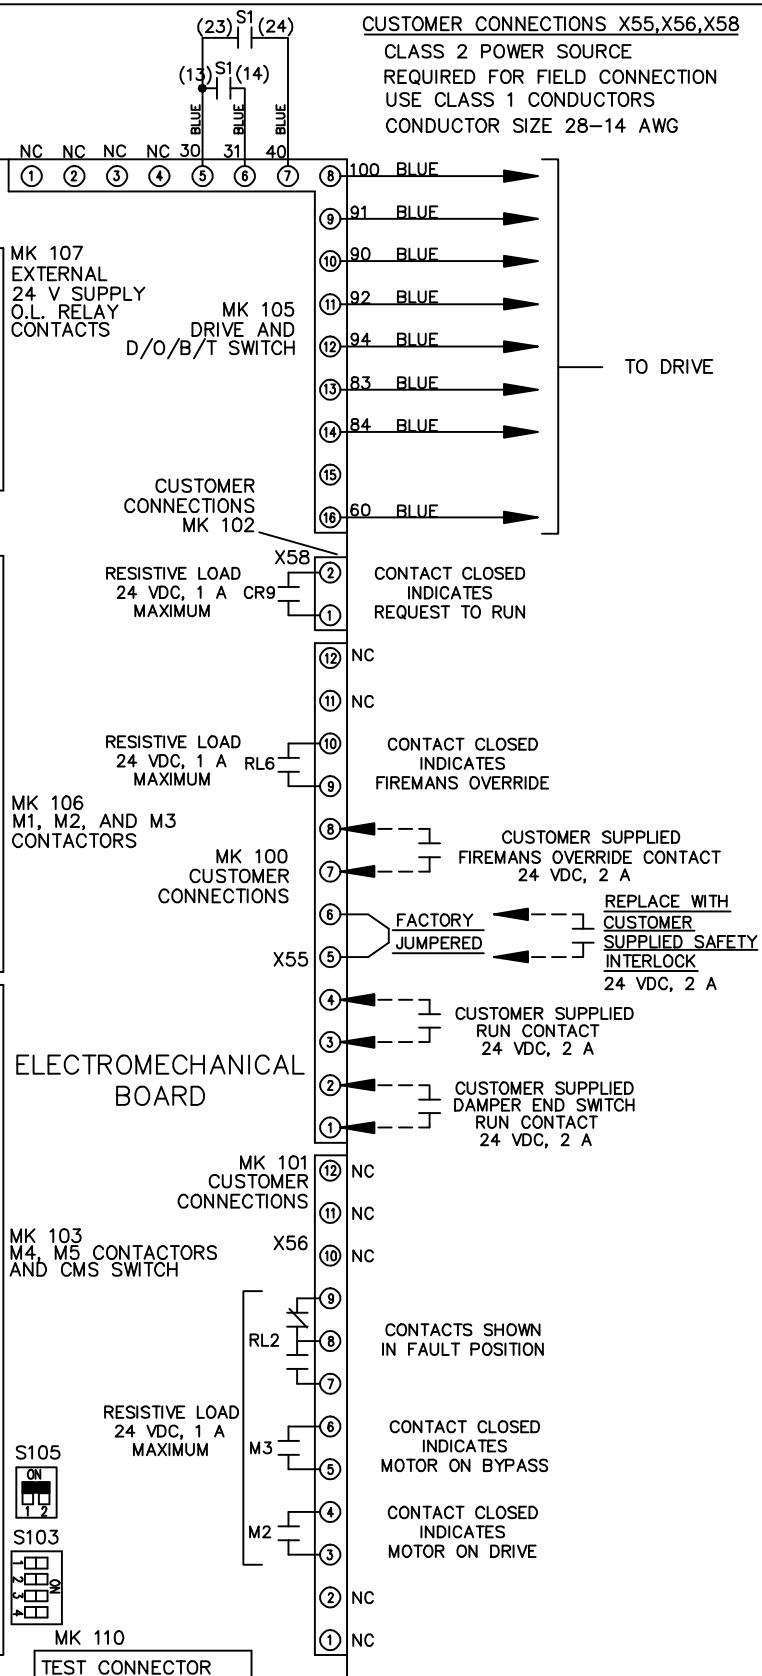 CUSTOMER CONNECTIONS X55,X56,X58
CLASS 2 POWER SOURCE
REQUIRED FOR FIELD CONNECTION
USE CLASS 1 CONDUCTORS
CONDUCTOR SIZE 28-14 AWG
(23) S1 (24)
(13) S1 (14)
BLUE BLUE BLUE
NC NC NC NC 30 31 40
1 2 3 4 5 6 7 8 100 BLUE
9 91 BLUE
10 90 BLUE
11 92 BLUE
12 94 BLUE
13 83 BLUE
14 84 BLUE
15
16 60 BLUE
TO DRIVE
MK 107
EXTERNAL
24 V SUPPLY
O.L. RELAY
CONTACTS
MK 105
DRIVE AND
D/O/B/T SWITCH
CUSTOMER
CONNECTIONS
MK 102
X58
2
1
RESISTIVE LOAD
24 VDC, 1 A
MAXIMUM
CR9
CONTACT CLOSED
INDICATES
REQUEST TO RUN
12 NC
11 NC
10
9
RESISTIVE LOAD
24 VDC, 1 A
MAXIMUM
RL6
CONTACT CLOSED
INDICATES
FIREMANS OVERRIDE
MK 106
M1, M2, AND M3
CONTACTORS
MK 100
CUSTOMER
CONNECTIONS
8
7
CUSTOMER SUPPLIED
FIREMANS OVERRIDE CONTACT
24 VDC, 2 A
6
5
X55
FACTORY
JUMPERED
REPLACE WITH
CUSTOMER
SUPPLIED SAFETY
INTERLOCK
24 VDC, 2 A
4
3
CUSTOMER SUPPLIED
RUN CONTACT
24 VDC, 2 A
ELECTROMECHANICAL
BOARD
2
1
CUSTOMER SUPPLIED
DAMPER END SWITCH
RUN CONTACT
24 VDC, 2 A
MK 101
CUSTOMER
CONNECTIONS
12 NC
11 NC
X56
10 NC
MK 103
M4, M5 CONTACTORS
AND CMS SWITCH
9
8
7
RL2
CONTACTS SHOWN
IN FAULT POSITION
RESISTIVE LOAD
24 VDC, 1 A
MAXIMUM
6
5
M3
CONTACT CLOSED
INDICATES
MOTOR ON BYPASS
S105
ON
1 2
4
3
M2
CONTACT CLOSED
INDICATES
MOTOR ON DRIVE
S103
1
2
3
4
ON
2 NC
1 NC
MK 110
TEST CONNECTOR